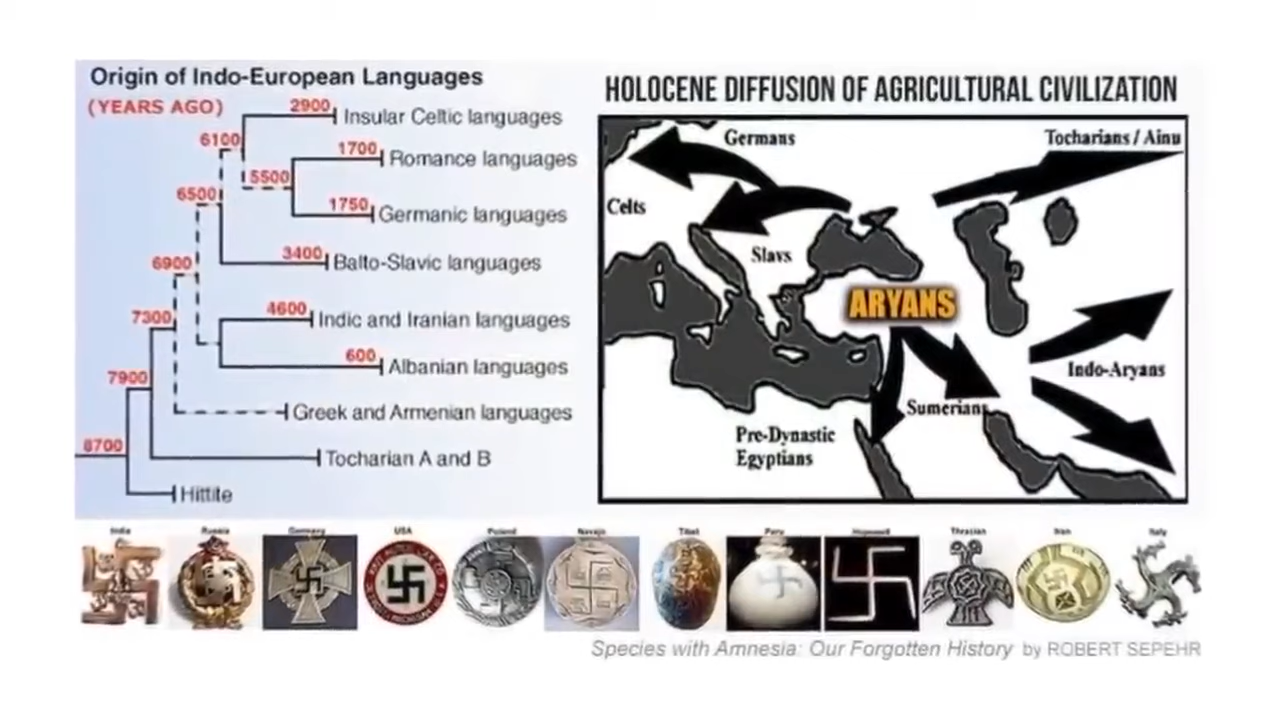 Origin of Indo-European Languages
(YEARS AGO)
2900
Insular Celtic languages
6100
1700
Romance languages
5500
6500
1750
Germanic languages
3400
Balto-Slavic languages
6900
4600
Indic and Iranian languages
7300
600
Albanian languages
7900
Greek and Armenian languages
8700
Tocharian A and B
Hittite
HOLOCENE DIFFUSION OF AGRICULTURAL CIVILIZATION
Germans
Tocharians / Ainu
Celts
Slavs
ARYANS
Indo-Aryans
Sumerians
Pre-Dynastic
Egyptians
India Russia Germany USA Poland Navajo Tibet Peru Hopewell Thracian Iran Italy
Species with Amnesia: Our Forgotten History by ROBERT SEPEHR